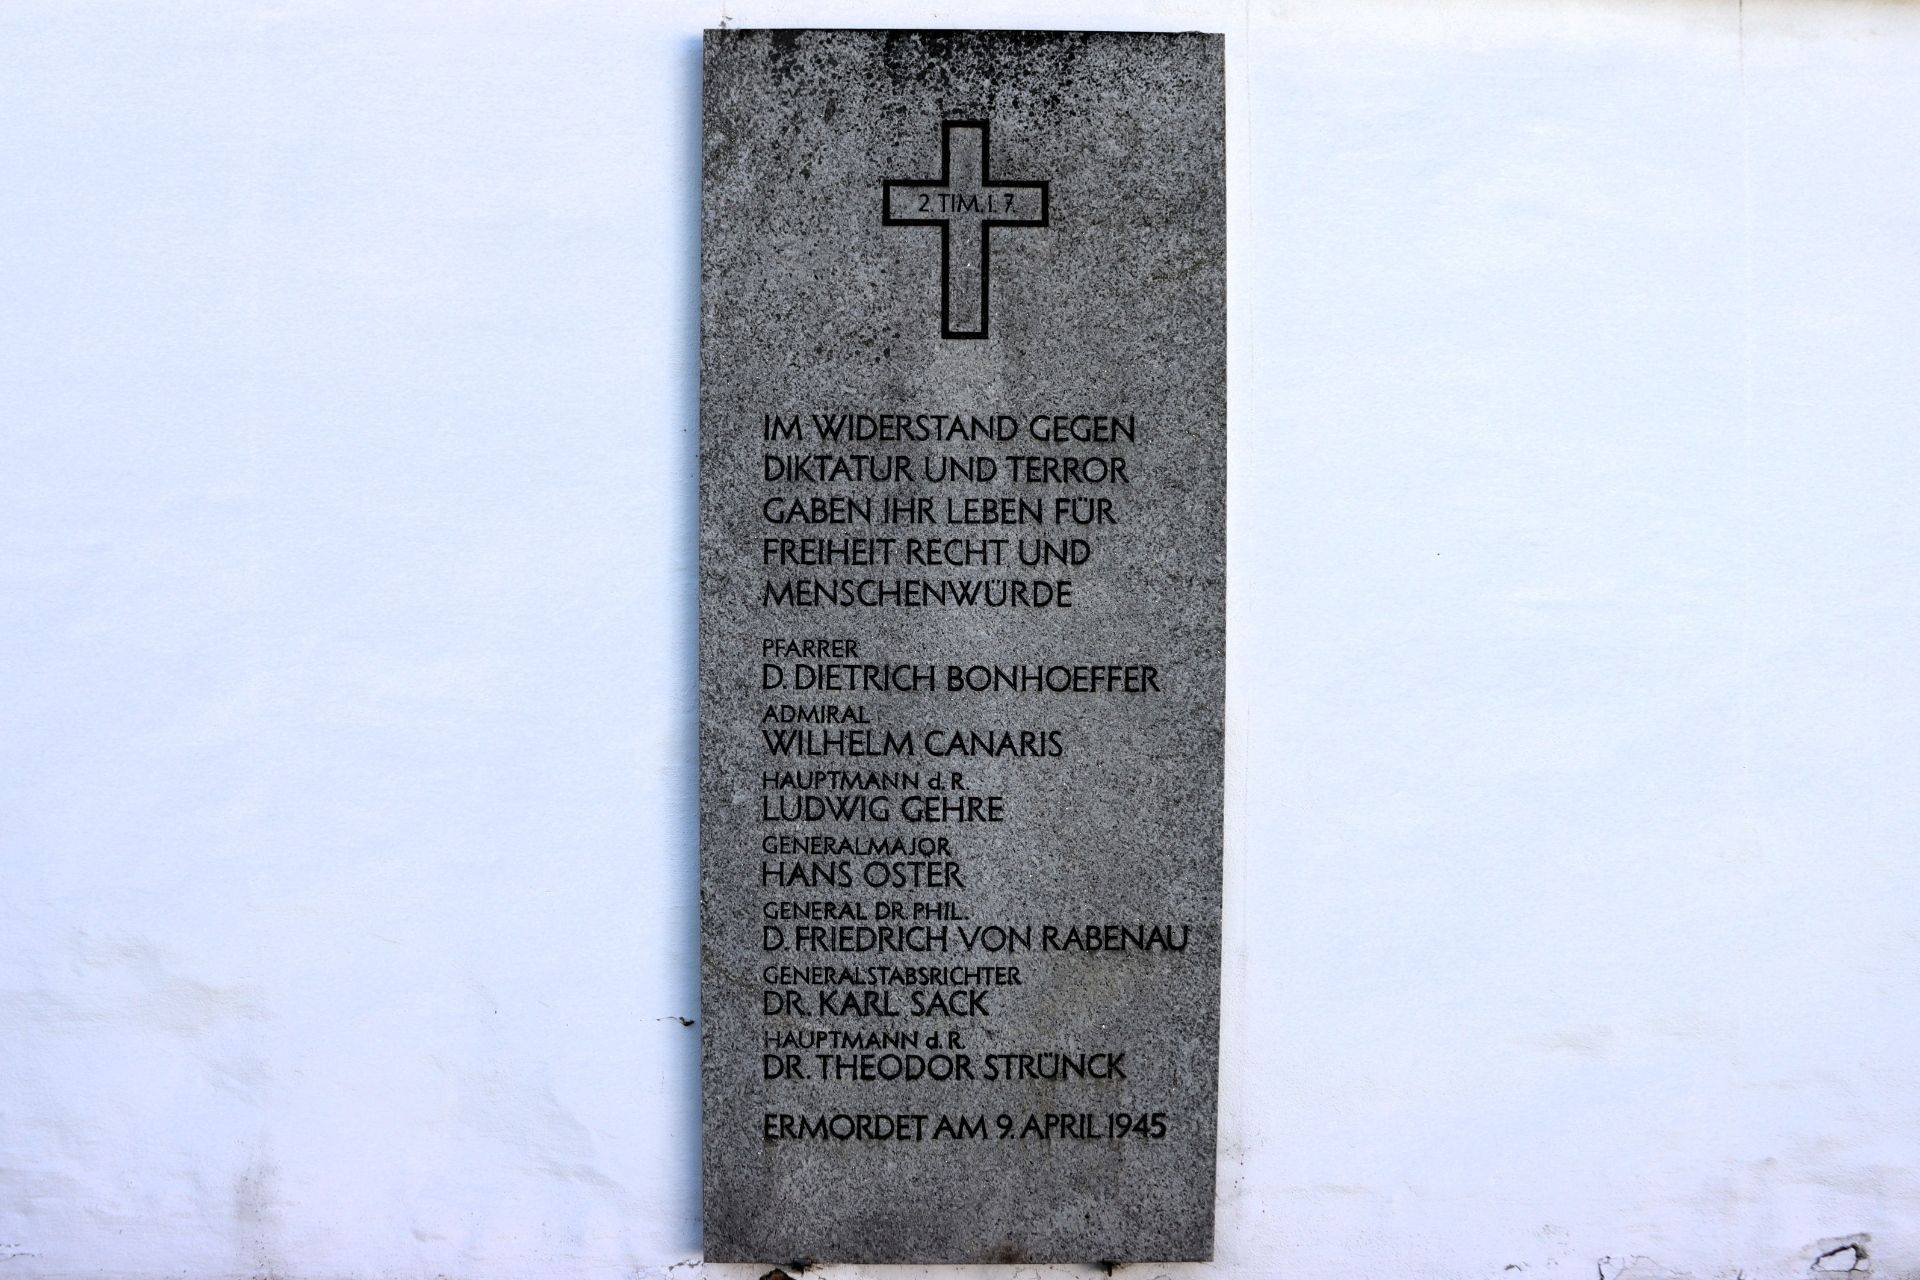 2. TIM. 1. 7.
IM WIDERSTAND GEGEN
DIKTATUR UND TERROR
GABEN IHR LEBEN FÜR
FREIHEIT RECHT UND
MENSCHENWÜRDE
PFARRER
D. DIETRICH BONHOEFFER
ADMIRAL
WILHELM CANARIS
HAUPTMANN d. R.
LUDWIG GEHRE
GENERALMAJOR
HANS OSTER
GENERAL DR. PHIL.
D. FRIEDRICH VON RABENAU
GENERALSTABSRICHTER
DR. KARL SACK
HAUPTMANN d. R.
DR. THEODOR STRÜNCK
ERMORDET AM 9. APRIL 1945